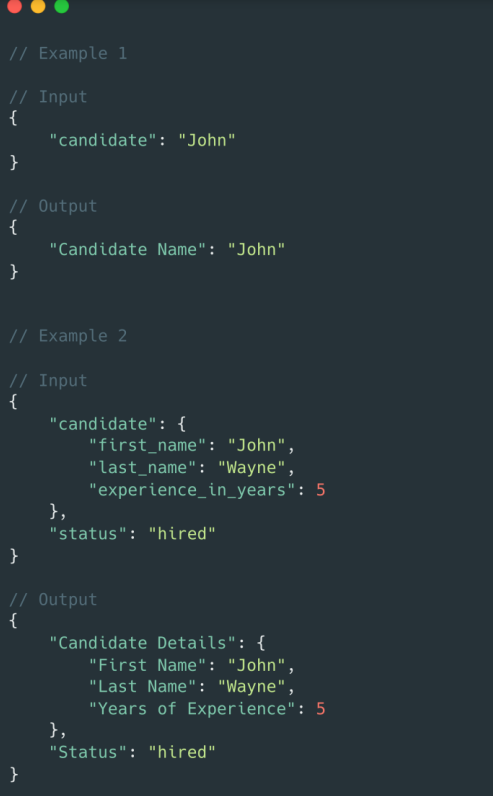 // Example 1
// Input
{
    "candidate": "John"
}
// Output
{
    "Candidate Name": "John"
}
// Example 2
// Input
{
    "candidate": {
        "first_name": "John",
        "last_name": "Wayne",
        "experience_in_years": 5
    },
    "status": "hired"
}
// Output
{
    "Candidate Details": {
        "First Name": "John",
        "Last Name": "Wayne",
        "Years of Experience": 5
    },
    "Status": "hired"
}